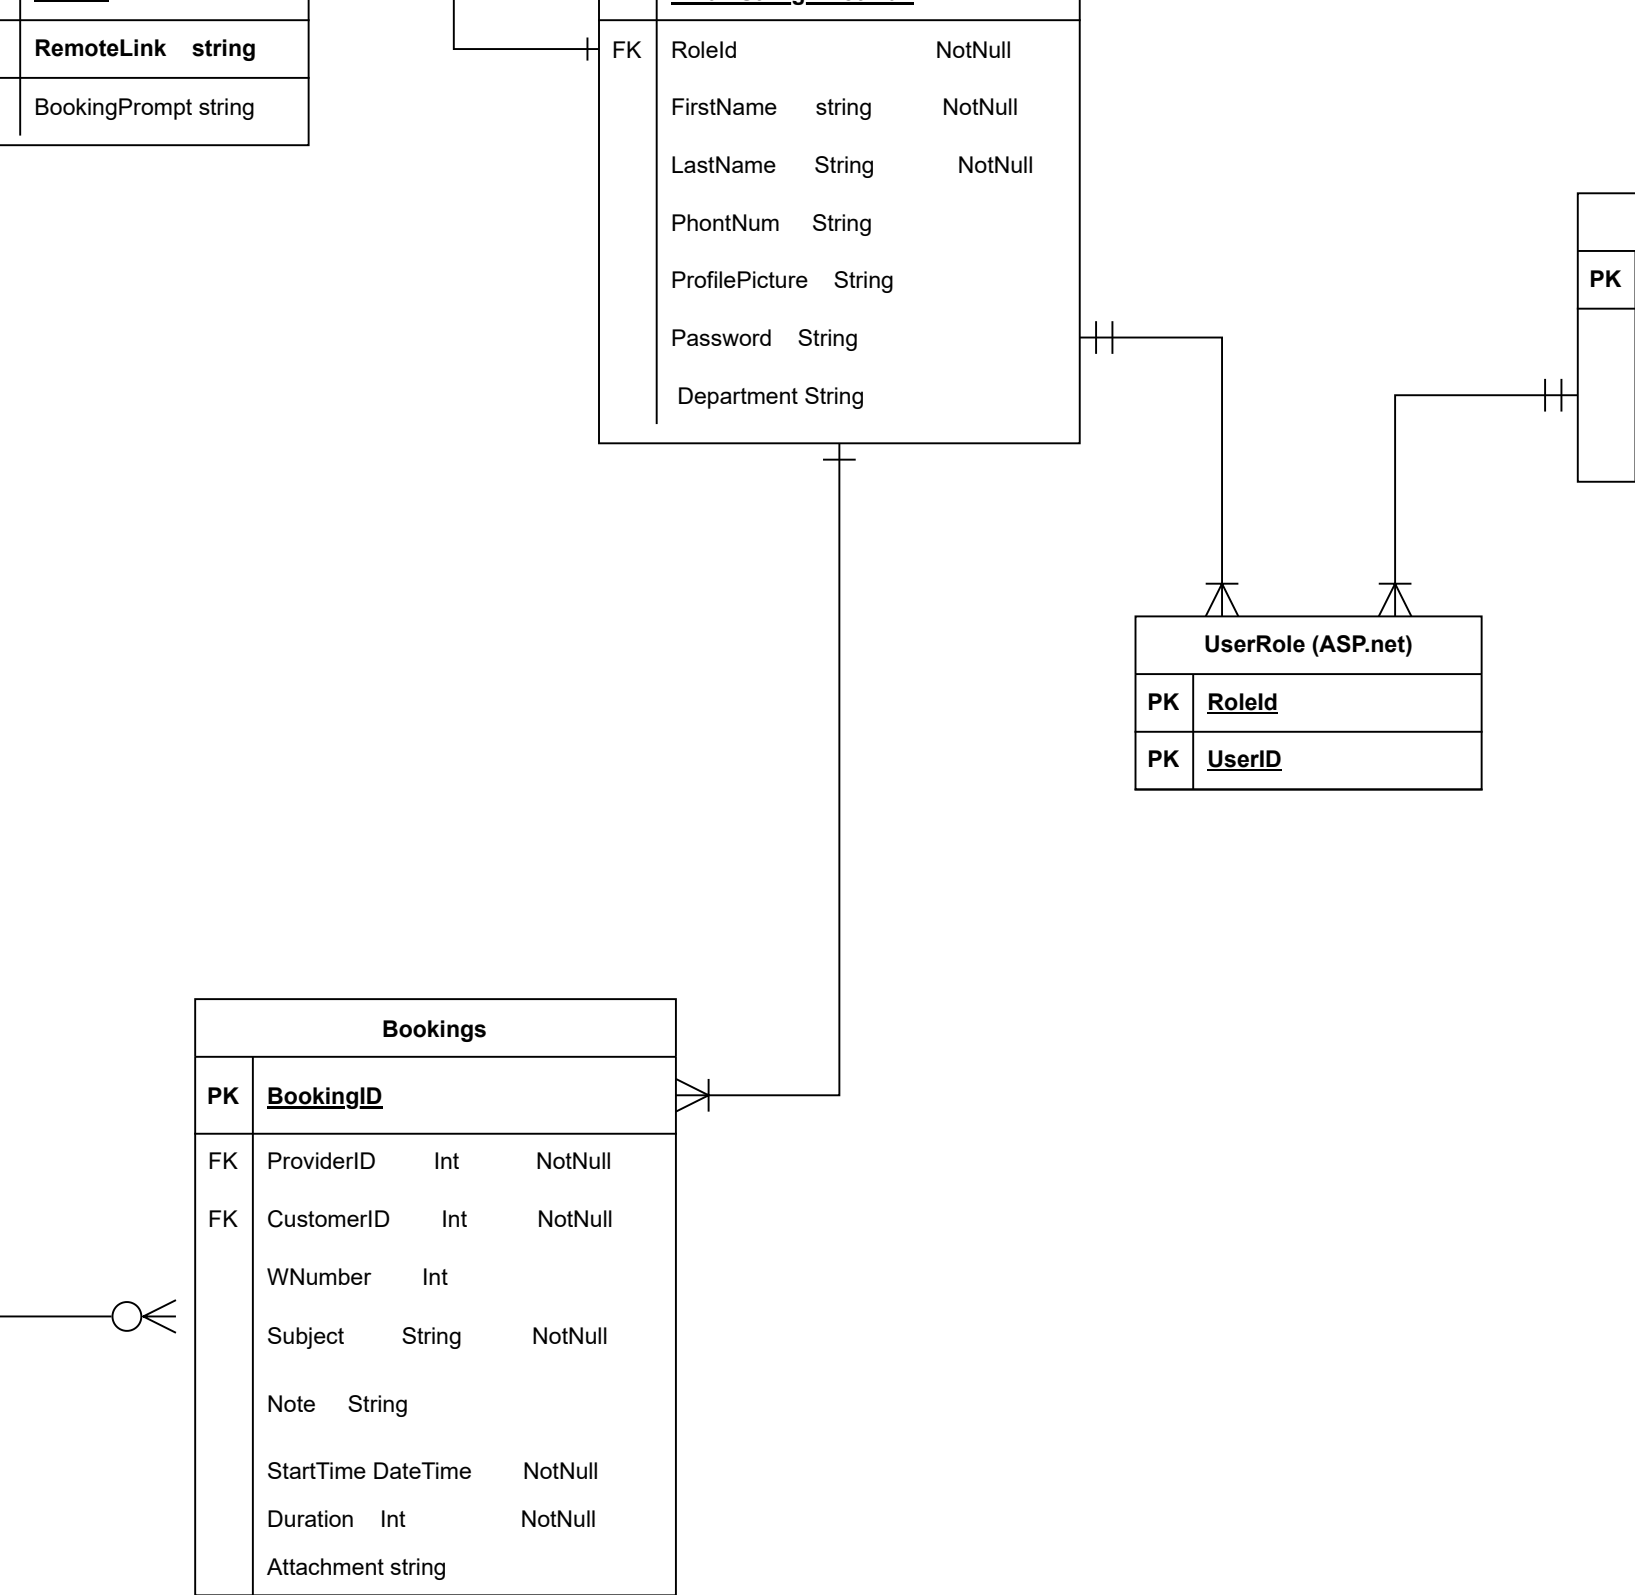 RemoteLink string
BookingPrompt string
FK RoleId NotNull
FirstName string NotNull
LastName String NotNull
PhontNum String
ProfilePicture String
Password String
Department String
PK
UserRole (ASP.net)
PK RoleId
PK UserID
Bookings
PK BookingID
FK ProviderID Int NotNull
FK CustomerID Int NotNull
WNumber Int
Subject String NotNull
Note String
StartTime DateTime NotNull
Duration Int NotNull
Attachment string